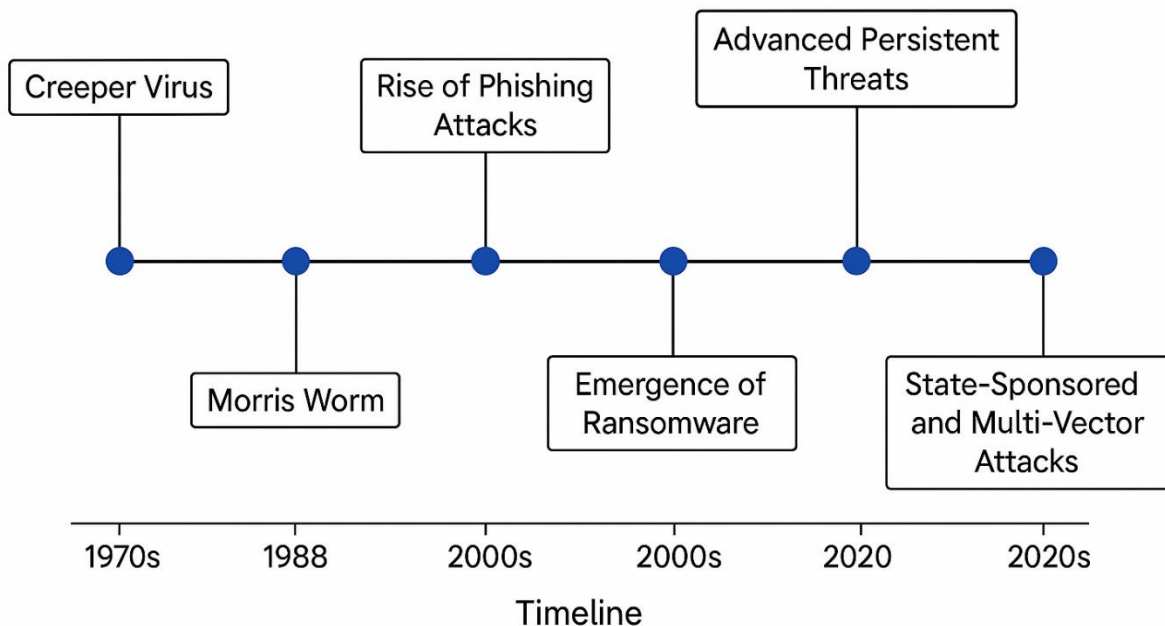 Creeper Virus
Rise of Phishing
Attacks
Advanced Persistent
Threats
Morris Worm
Emergence of
Ransomware
State-Sponsored
and Multi-Vector
Attacks
1970s
1988
2000s
2000s
2020
2020s
Timeline